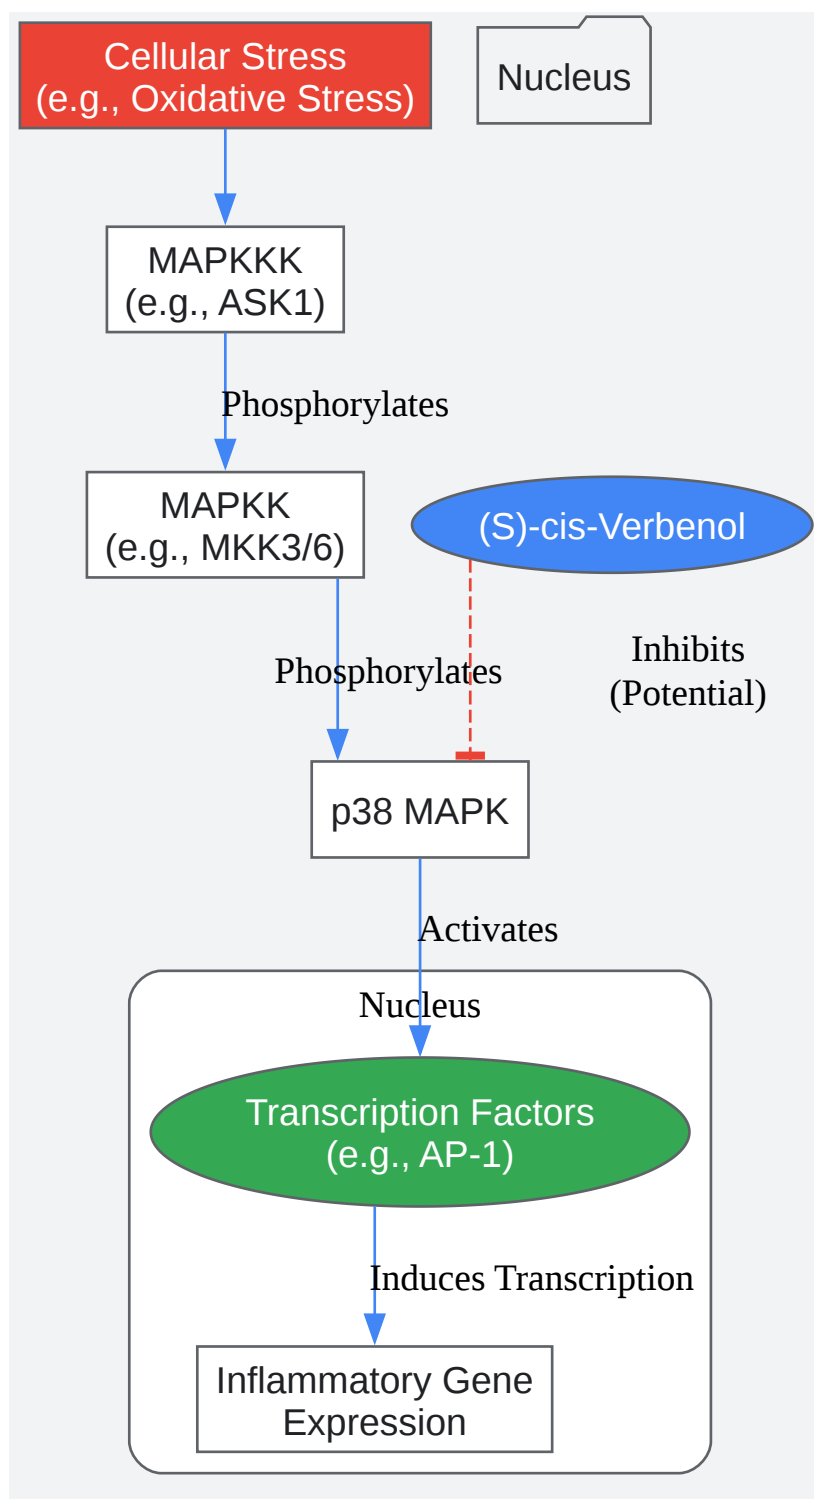 Cellular Stress
(e.g., Oxidative Stress)
Nucleus
MAPKKK
(e.g., ASK1)
Phosphorylates
MAPKK
(e.g., MKK3/6)
(S)-cis-Verbenol
Phosphorylates
Inhibits
(Potential)
p38 MAPK
Activates
Nucleus
Transcription Factors
(e.g., AP-1)
Induces Transcription
Inflammatory Gene
Expression